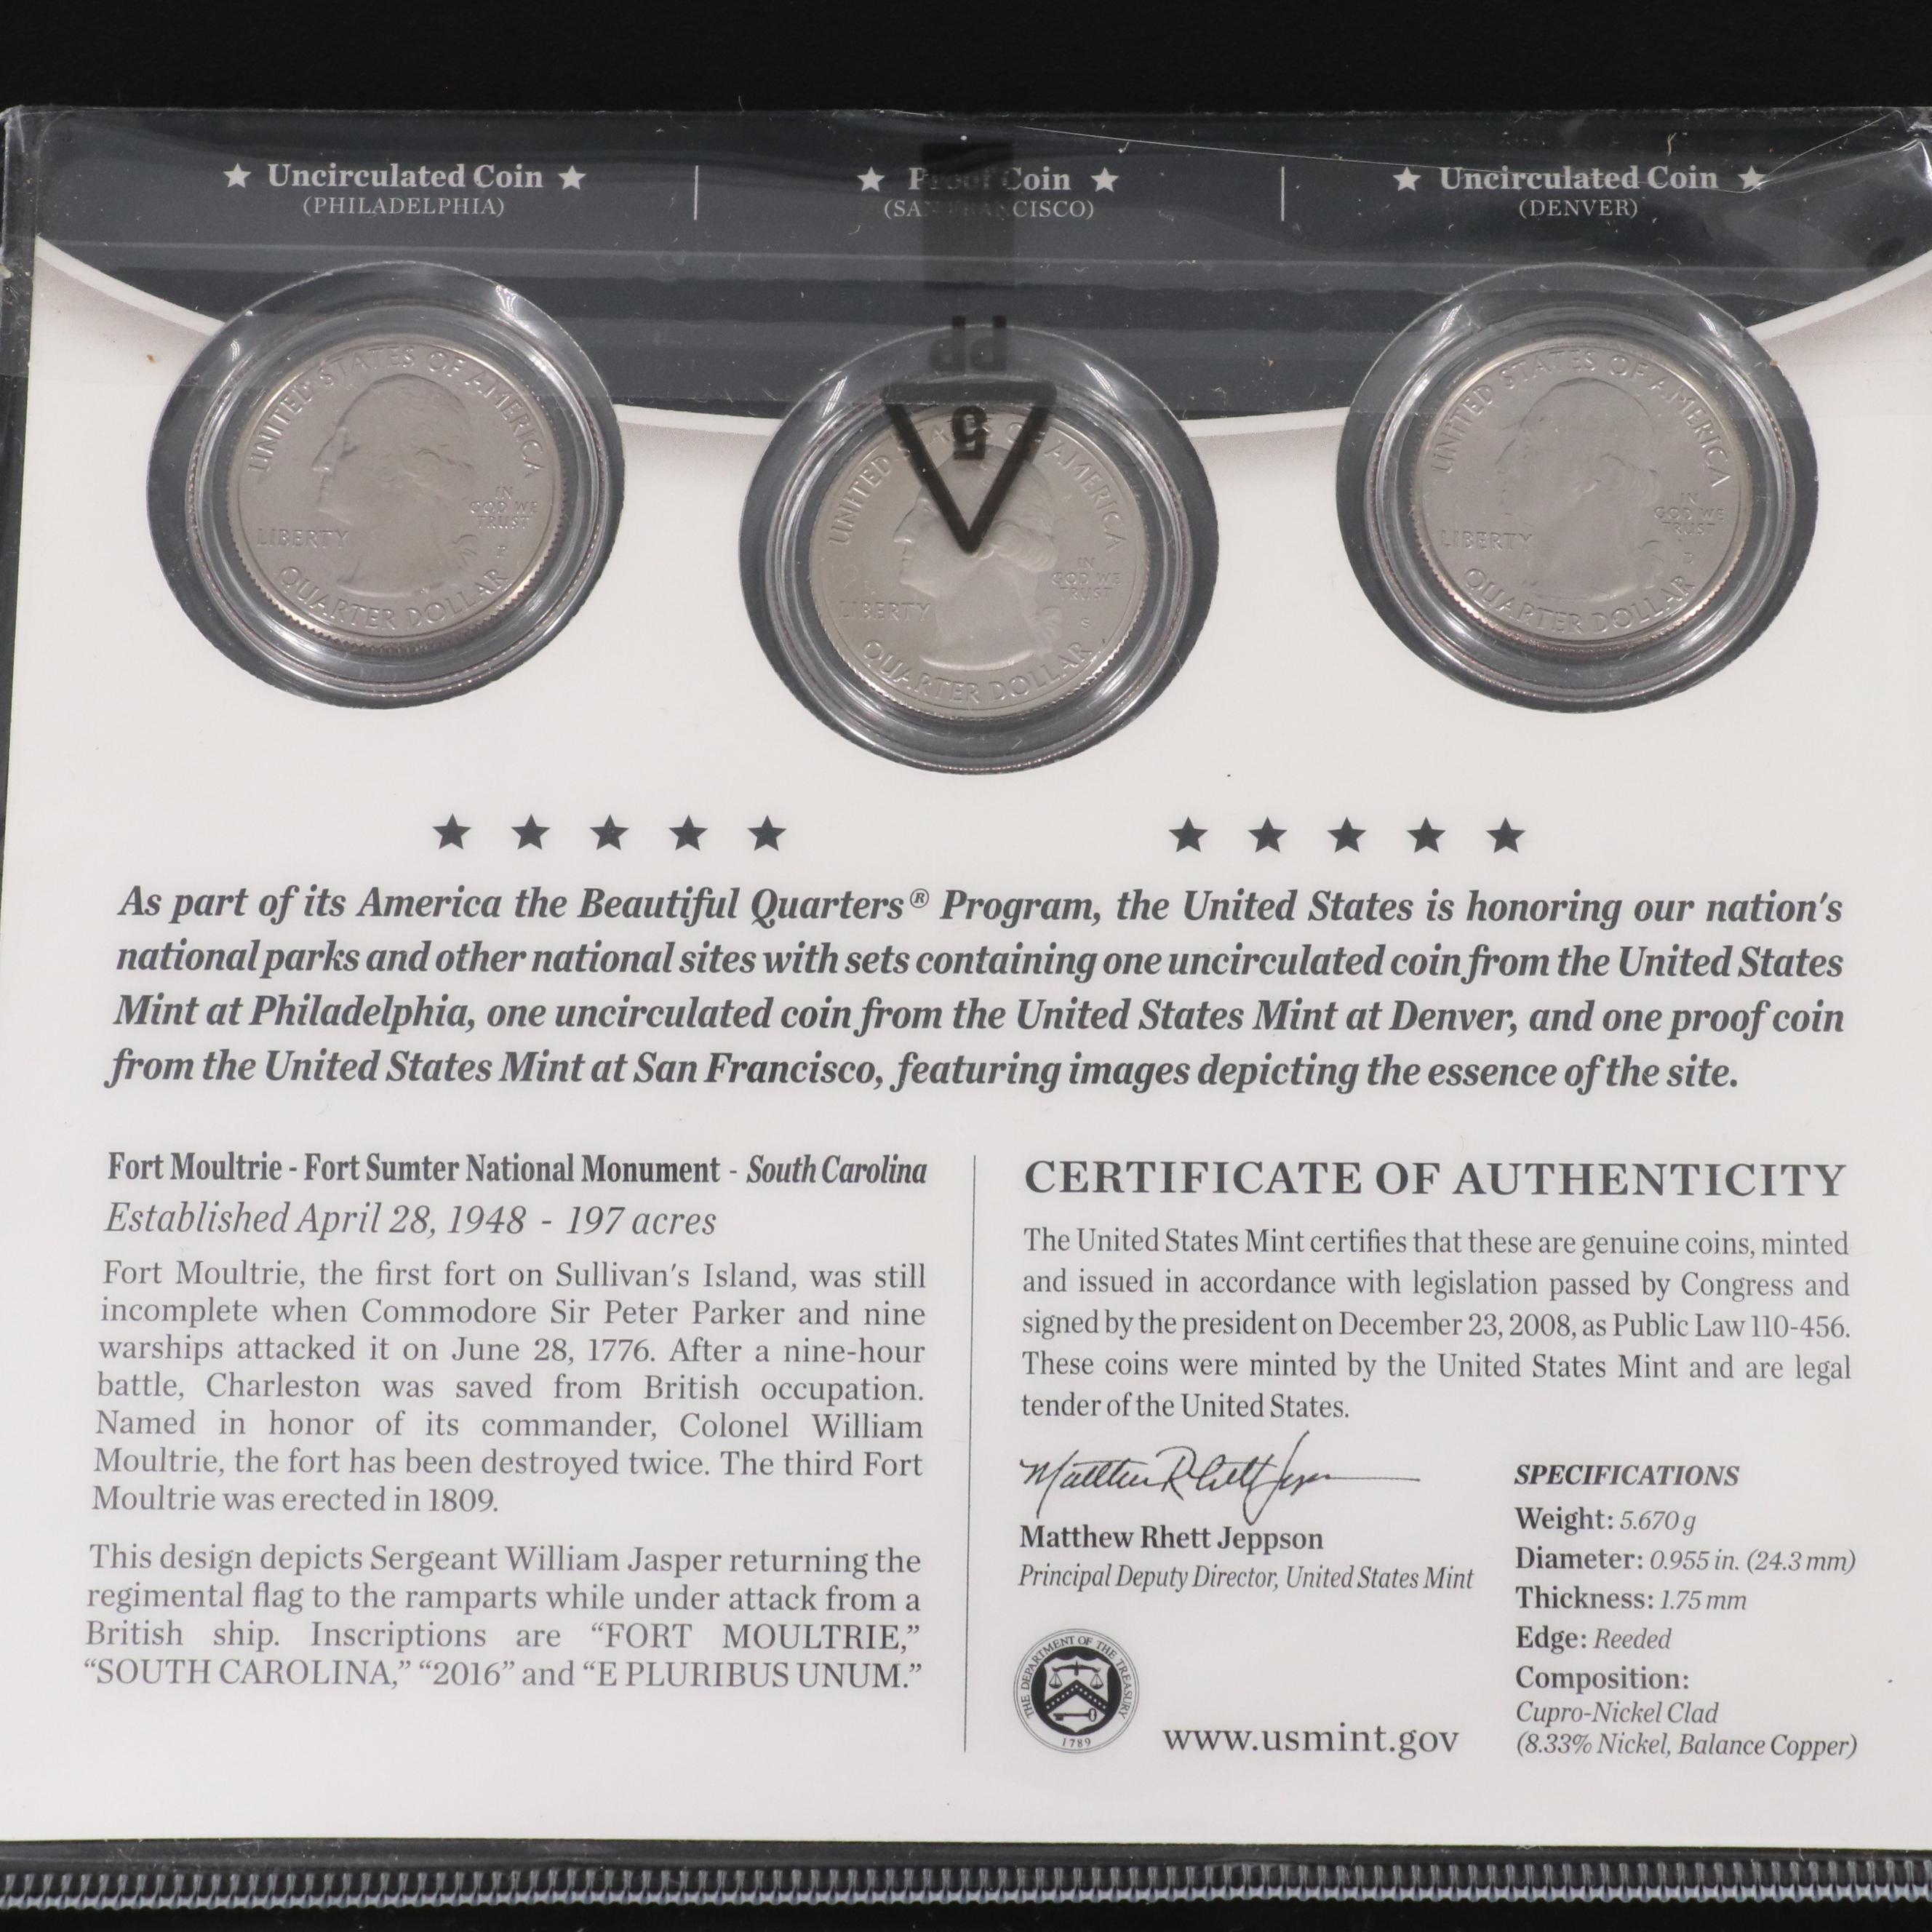 ★ Uncirculated Coin ★
(PHILADELPHIA)
★ Proof Coin ★
(SAN FRANCISCO)
★ Uncirculated Coin ★
(DENVER)
UNITED STATES OF AMERICA
IN
GOD WE
TRUST
LIBERTY
P
QUARTER DOLLAR
PP
5
UNITED STATES OF AMERICA
IN
GOD WE
TRUST
LIBERTY
S
QUARTER DOLLAR
UNITED STATES OF AMERICA
IN
GOD WE
TRUST
LIBERTY
D
QUARTER DOLLAR
★ ★ ★ ★ ★ ★ ★ ★ ★ ★
As part of its America the Beautiful Quarters® Program, the United States is honoring our nation's
national parks and other national sites with sets containing one uncirculated coin from the United States
Mint at Philadelphia, one uncirculated coin from the United States Mint at Denver, and one proof coin
from the United States Mint at San Francisco, featuring images depicting the essence of the site.
Fort Moultrie - Fort Sumter National Monument - South Carolina
Established April 28, 1948 - 197 acres
Fort Moultrie, the first fort on Sullivan's Island, was still
incomplete when Commodore Sir Peter Parker and nine
warships attacked it on June 28, 1776. After a nine-hour
battle, Charleston was saved from British occupation.
Named in honor of its commander, Colonel William
Moultrie, the fort has been destroyed twice. The third Fort
Moultrie was erected in 1809.
This design depicts Sergeant William Jasper returning the
regimental flag to the ramparts while under attack from a
British ship. Inscriptions are “FORT MOULTRIE,”
“SOUTH CAROLINA,” “2016” and “E PLURIBUS UNUM.”
CERTIFICATE OF AUTHENTICITY
The United States Mint certifies that these are genuine coins, minted
and issued in accordance with legislation passed by Congress and
signed by the president on December 23, 2008, as Public Law 110-456.
These coins were minted by the United States Mint and are legal
tender of the United States.
Matthew Rhett Jeppson
Matthew Rhett Jeppson
Principal Deputy Director, United States Mint
THE DEPARTMENT OF THE TREASURY
1789
www.usmint.gov
SPECIFICATIONS
Weight: 5.670 g
Diameter: 0.955 in. (24.3 mm)
Thickness: 1.75 mm
Edge: Reeded
Composition:
Cupro-Nickel Clad
(8.33% Nickel, Balance Copper)